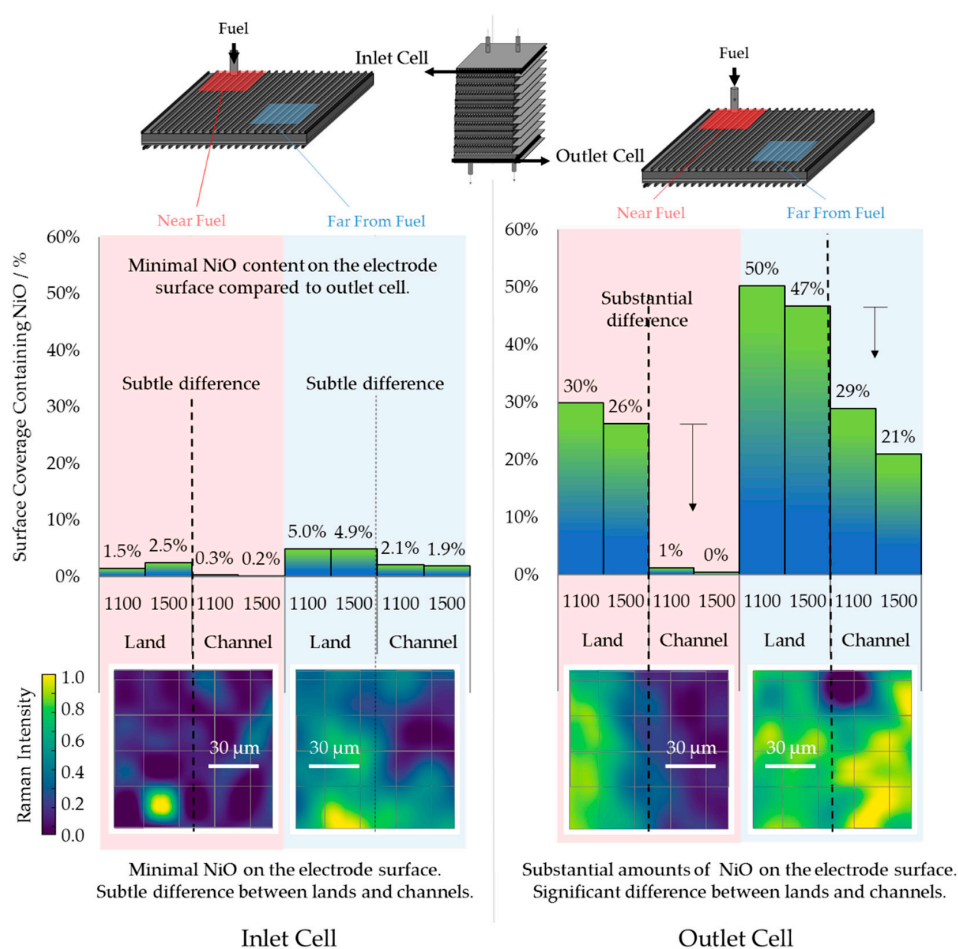 Fuel
Inlet Cell
Outlet Cell
Fuel
Near Fuel
Far From Fuel
Near Fuel
Far From Fuel
Surface Coverage Containing NiO / %
60%
50%
40%
30%
20%
10%
0%
Minimal NiO content on the electrode
surface compared to outlet cell.
Subtle difference
Subtle difference
1.5%
2.5%
0.3%
0.2%
5.0%
4.9%
2.1%
1.9%
1100
1500
1100
1500
1100
1500
1100
1500
Land
Channel
Land
Channel
60%
50%
40%
30%
20%
10%
0%
Substantial
difference
30%
26%
1%
0%
50%
47%
29%
21%
1100
1500
1100
1500
1100
1500
1100
1500
Land
Channel
Land
Channel
Raman Intensity
1.0
0.8
0.6
0.4
0.2
0.0
30 µm
30 µm
30 µm
30 µm
Minimal NiO on the electrode surface.
Subtle difference between lands and channels.
Substantial amounts of NiO on the electrode surface.
Significant difference between lands and channels.
Inlet Cell
Outlet Cell